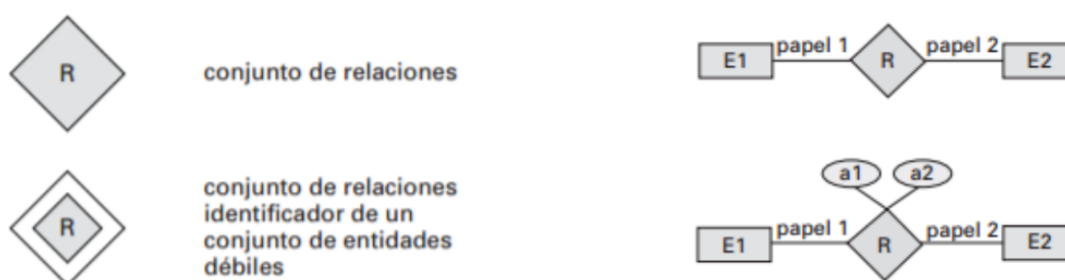 R
conjunto de relaciones
E1
papel 1
R
papel 2
E2
R
conjunto de relaciones
identificador de un
conjunto de entidades
débiles
a1
a2
E1
papel 1
R
papel 2
E2